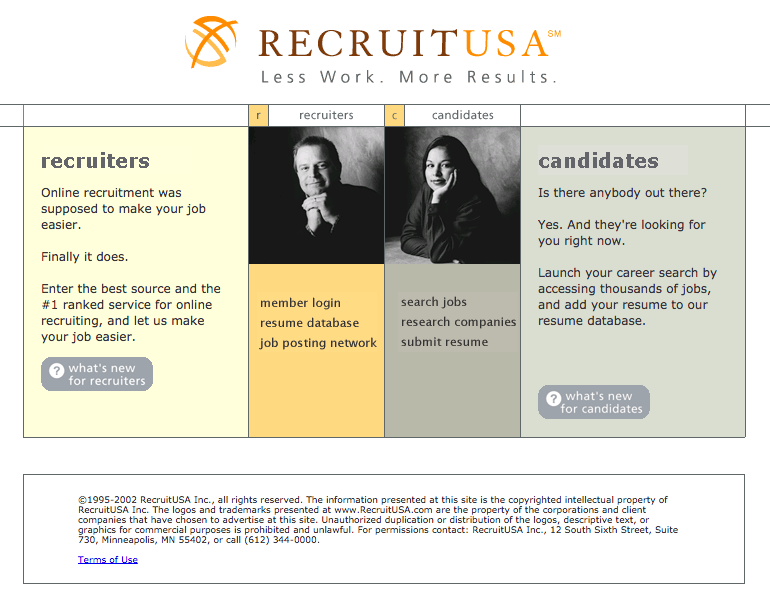 RECRUITUSA SM
Less Work. More Results.
r recruiters c candidates
recruiters
Online recruitment was
supposed to make your job
easier.
Finally it does.
Enter the best source and the
#1 ranked service for online
recruiting, and let us make
your job easier.
? what's new
for recruiters
member login
resume database
job posting network
search jobs
research companies
submit resume
candidates
Is there anybody out there?
Yes. And they're looking for
you right now.
Launch your career search by
accessing thousands of jobs,
and add your resume to our
resume database.
? what's new
for candidates
©1995-2002 RecruitUSA Inc., all rights reserved. The information presented at this site is the copyrighted intellectual property of
RecruitUSA Inc. The logos and trademarks presented at www.RecruitUSA.com are the property of the corporations and client
companies that have chosen to advertise at this site. Unauthorized duplication or distribution of the logos, descriptive text, or
graphics for commercial purposes is prohibited and unlawful. For permissions contact: RecruitUSA Inc., 12 South Sixth Street, Suite
730, Minneapolis, MN 55402, or call (612) 344-0000.
Terms of Use